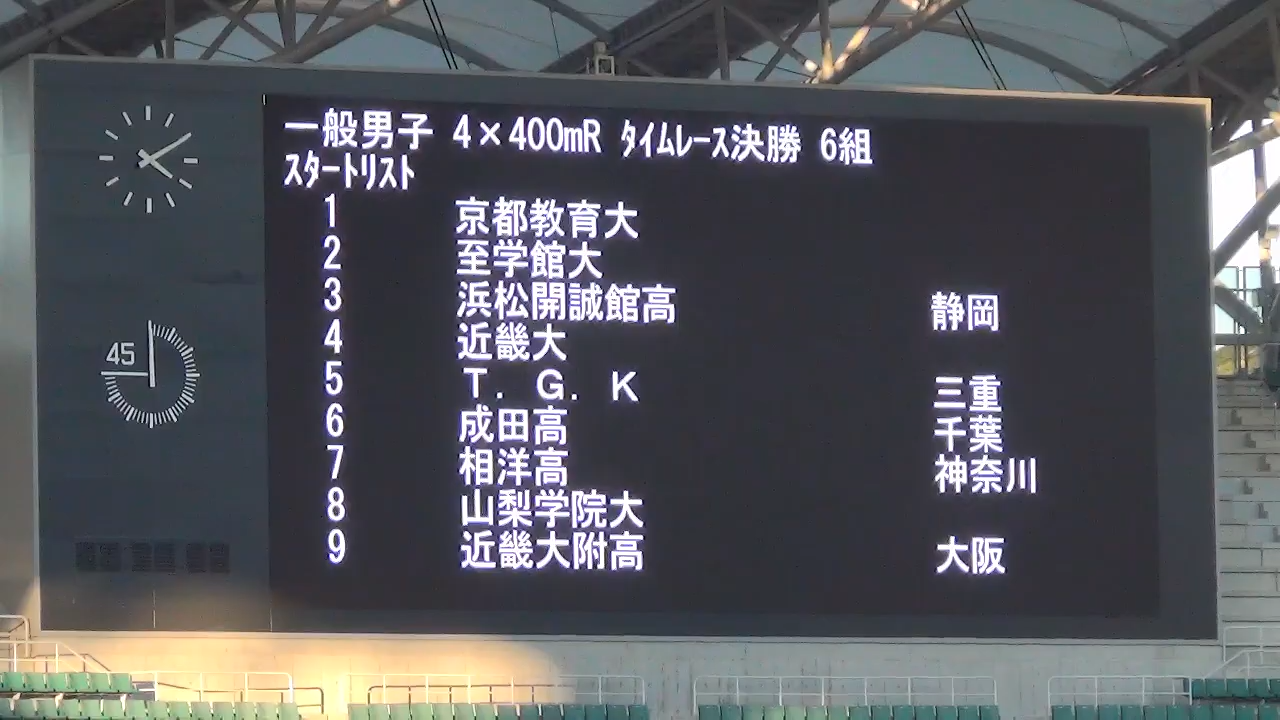 一般男子 4×400mR ﾀｲﾑﾚｰｽ決勝 6組
ｽﾀｰﾄﾘｽﾄ
1 京都教育大
2 至学館大
3 浜松開誠館高 静岡
4 近畿大
5 Ｔ．Ｇ．Ｋ 三重
6 成田高 千葉
7 相洋高 神奈川
8 山梨学院大
9 近畿大附高 大阪
45